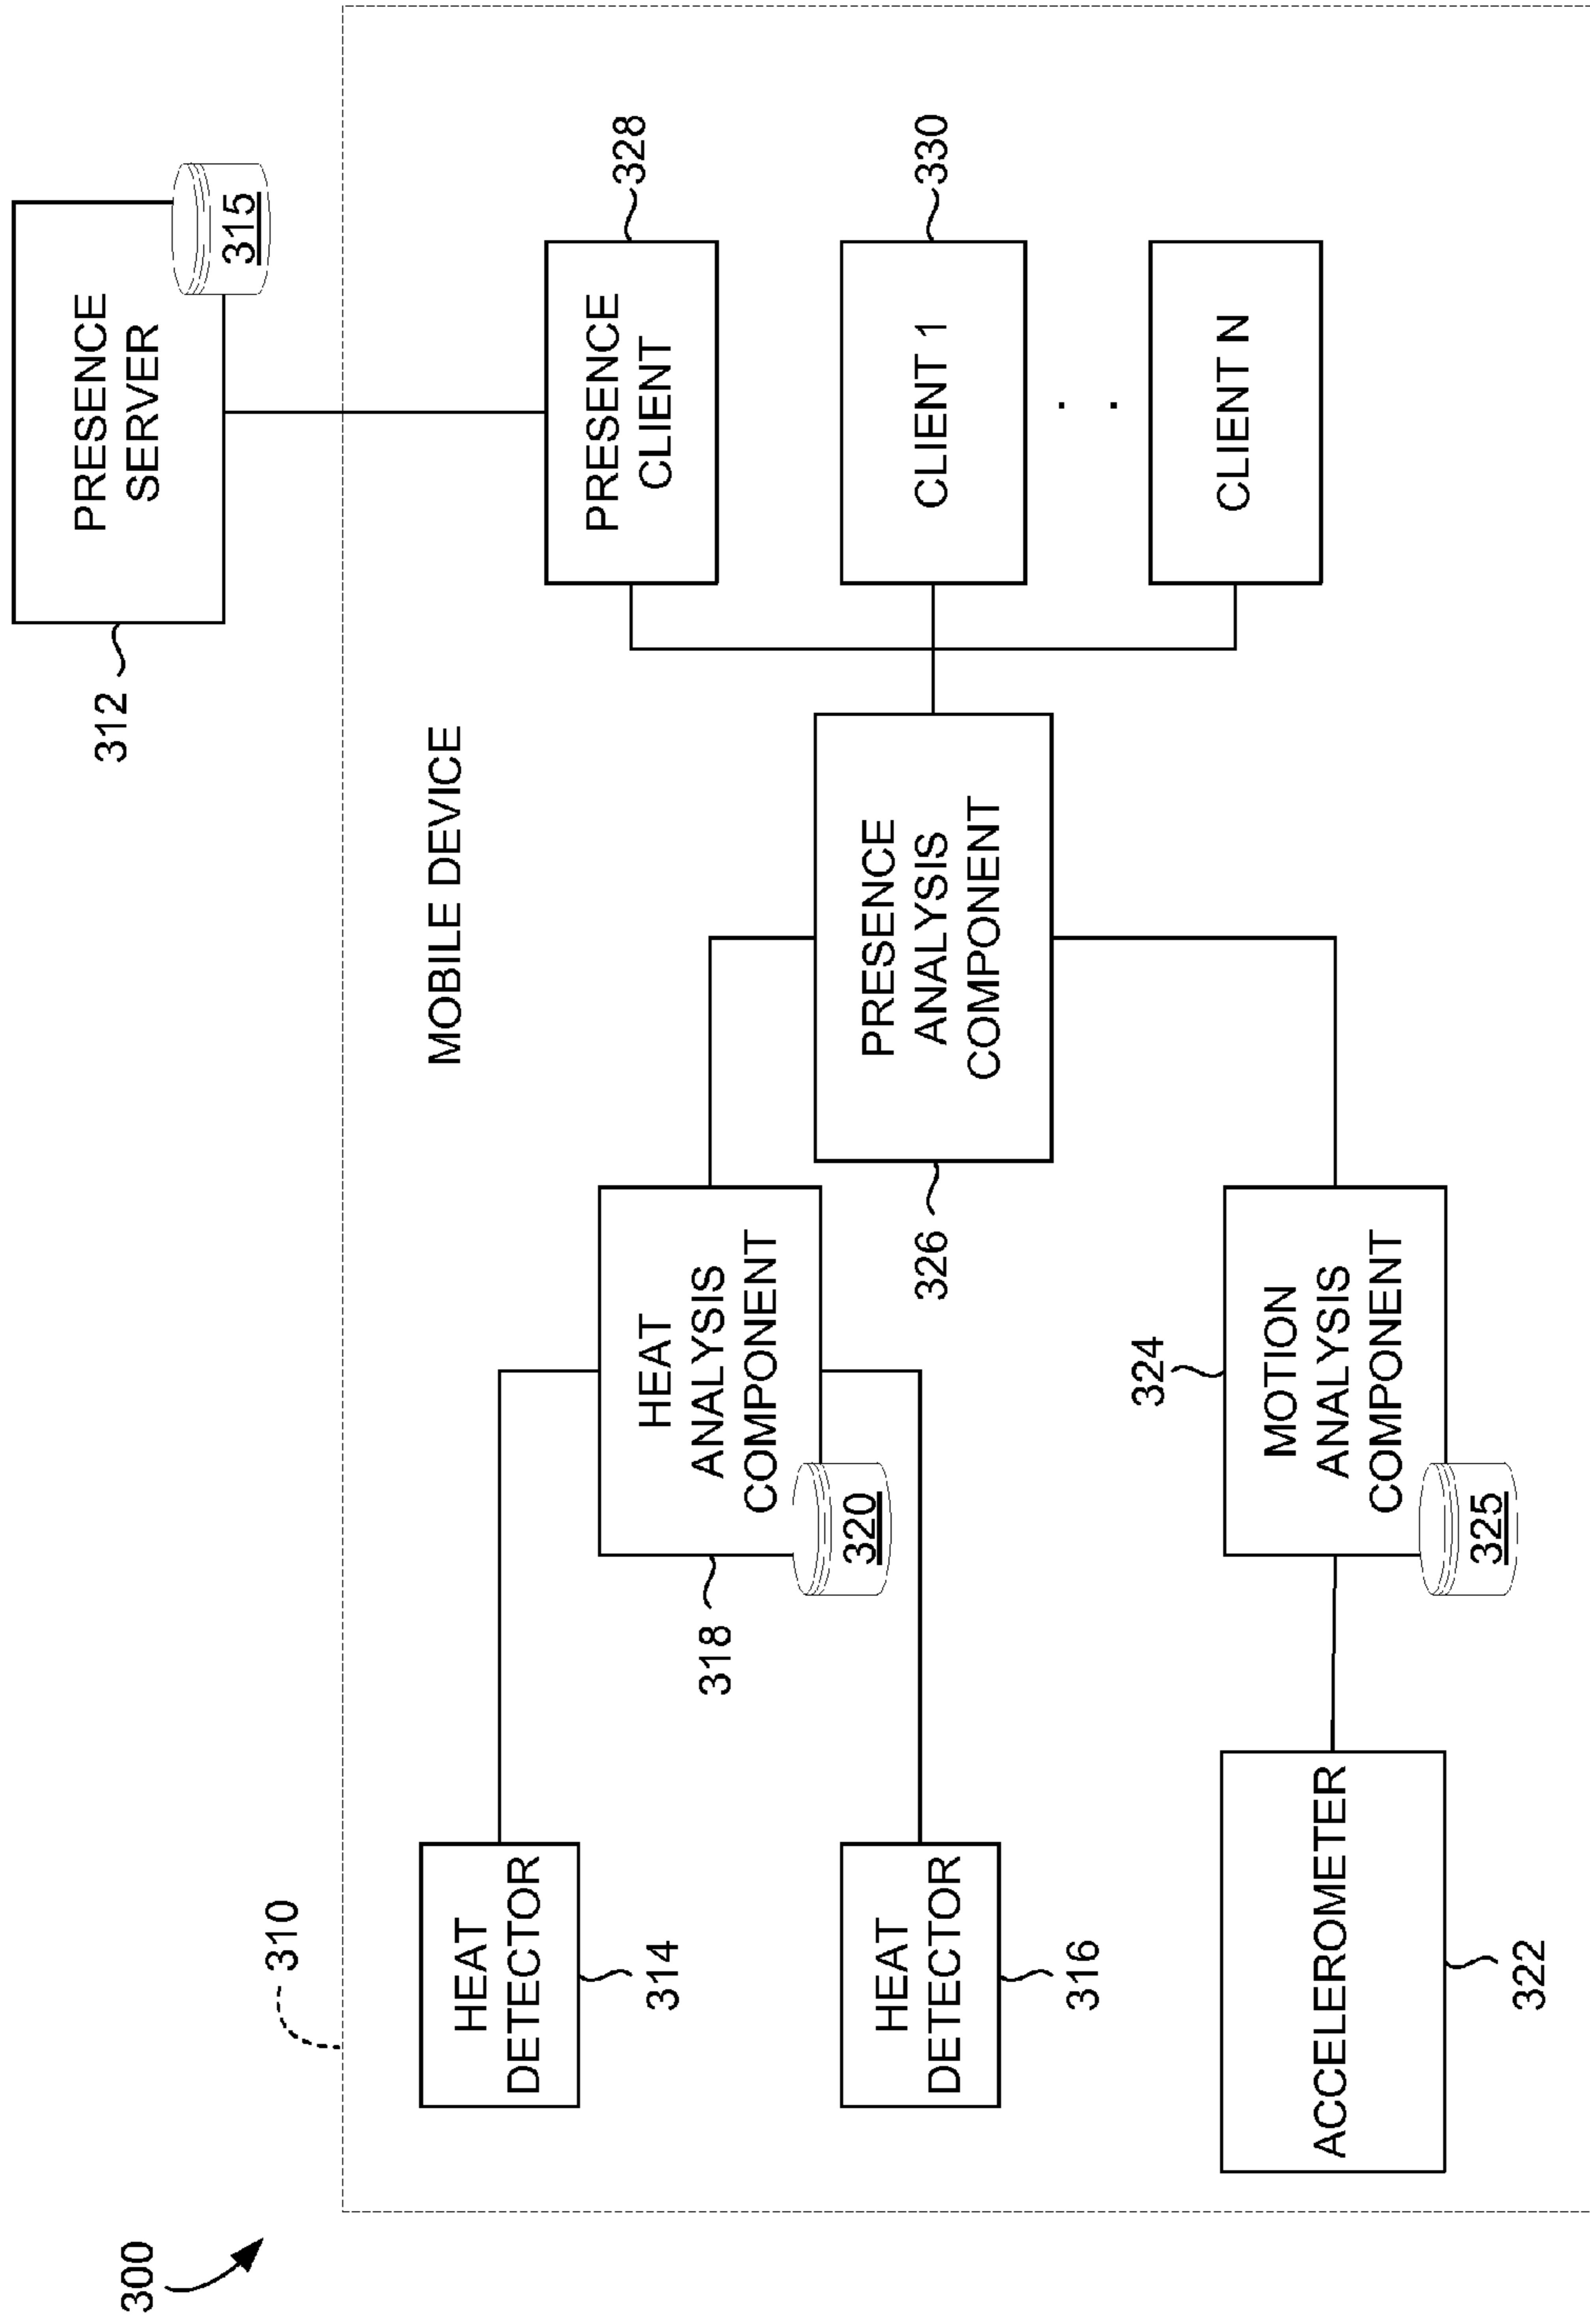 300
310
MOBILE DEVICE
312
PRESENCE
SERVER
315
HEAT
DETECTOR
314
HEAT
DETECTOR
316
HEAT
ANALYSIS
COMPONENT
318
320
ACCELEROMETER
322
MOTION
ANALYSIS
COMPONENT
324
325
PRESENCE
ANALYSIS
COMPONENT
326
PRESENCE
CLIENT
328
CLIENT 1
330
CLIENT N